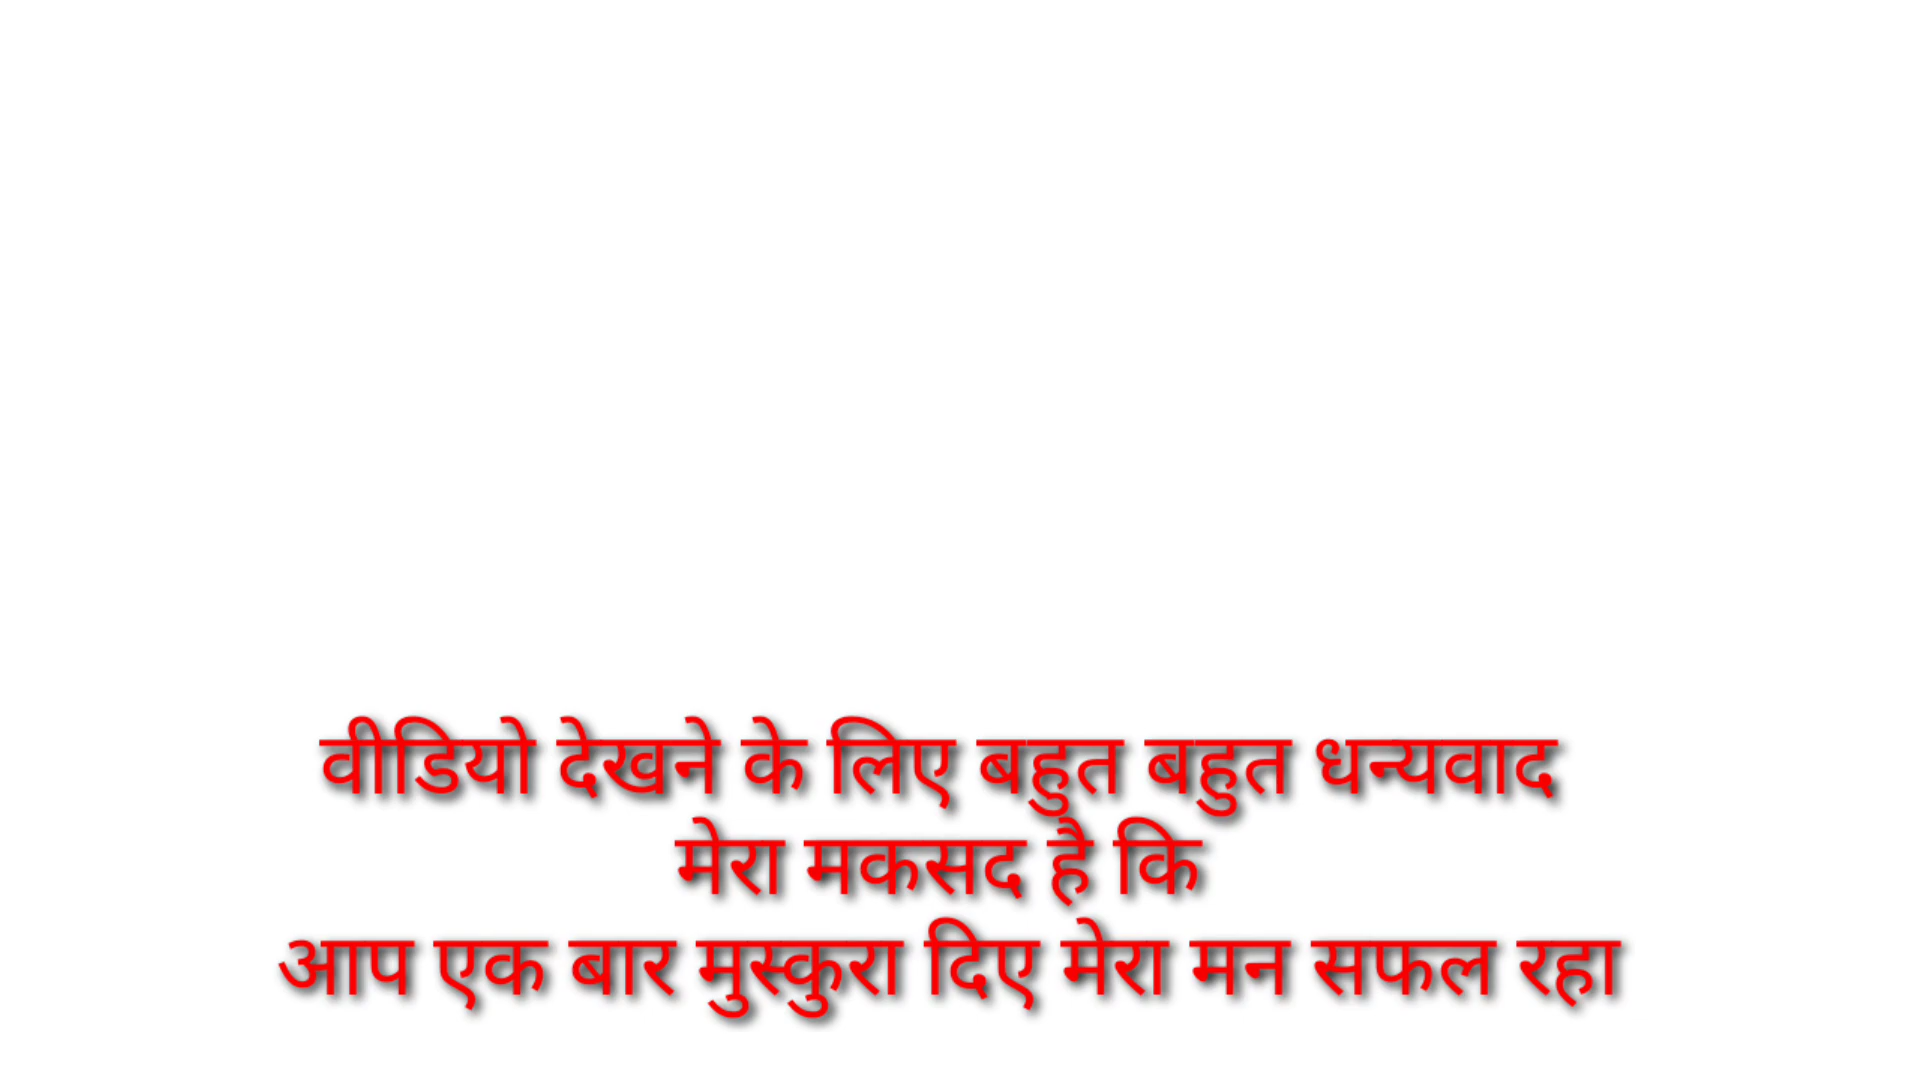 वीडियो देखने के लिए बहुत बहुत धन्यवाद
मेरा मकसद है कि
आप एक बार मुस्कुरा दिए मेरा मन सफल रहा